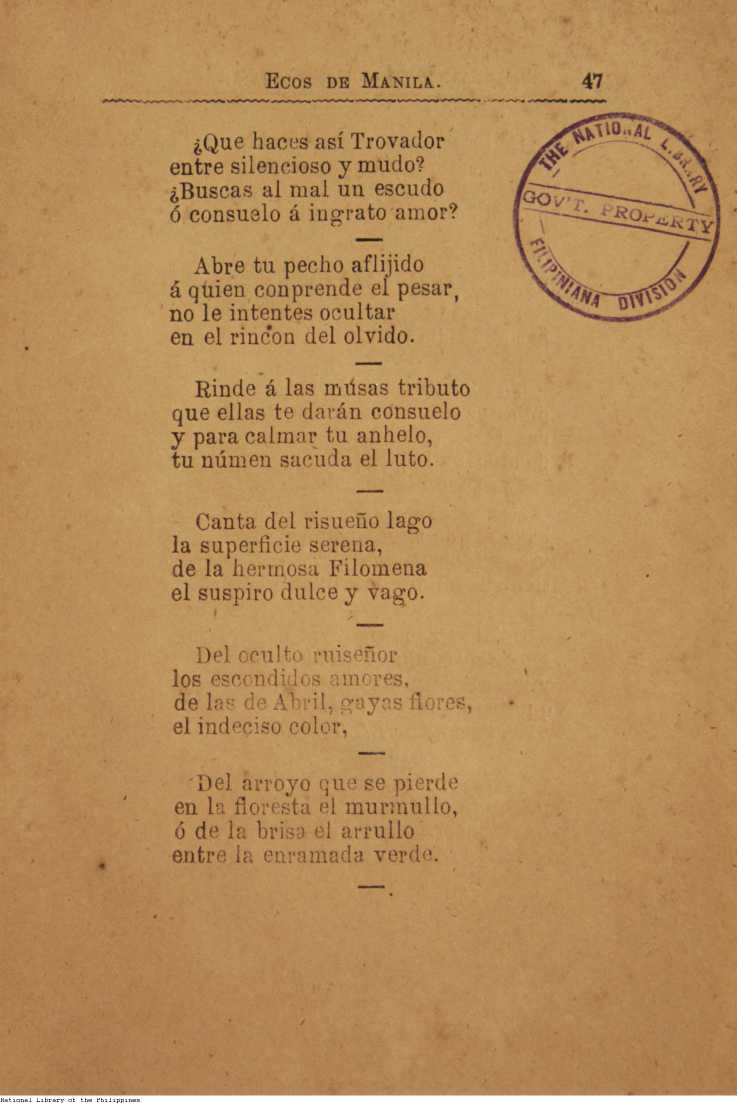 ECOS DE MANILA. 47
THE NATIONAL LIBRARY
GOV'T. PROPERTY
FILIPINIANA DIVISION
¿Que haces así Trovador
entre silencioso y mudo?
¿Buscas al mal un escudo
ó consuelo á ingrato amor?
Abre tu pecho aflijido
á quien conprende el pesar,
no le intentes ocultar
en el rincon del olvido.
Rinde á las músas tributo
que ellas te darán consuelo
y para calmar tu anhelo,
tu númen sacuda el luto.
Canta del risueño lago
la superficie serena,
de la hermosa Filomena
el suspiro dulce y vago.
Del oculto ruiseñor
los escondidos amores,
de las de Abril, gayas flores,
el indeciso color,
Del arroyo que se pierde
en la floresta el murmullo,
ó de la brisa el arrullo
entre la enramada verde.
National Library of the Philippines